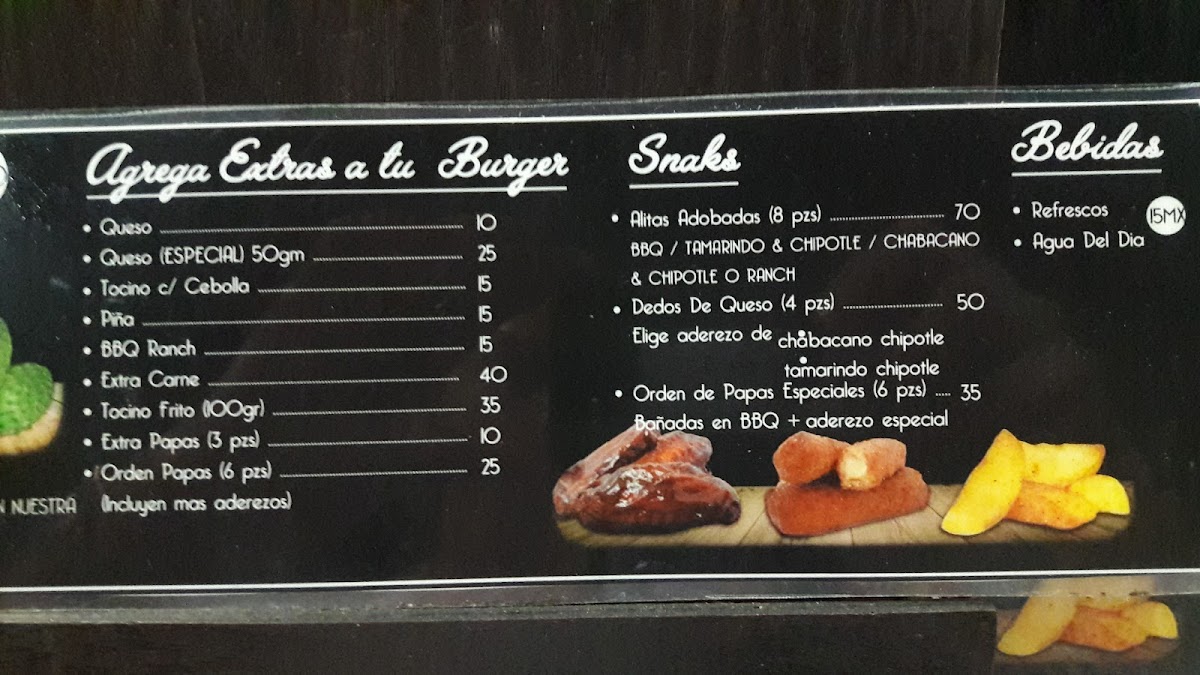 Agrega Extras a tu Burger
• Queso 10
• Queso (ESPECIAL) 50gm 25
• Tocino c/ Cebolla 15
• Piña 15
• BBQ Ranch 15
• Extra Carne 40
• Tocino Frito (100gr) 35
• Extra Papas (3 pzs) 10
• Orden Papas (6 pzs) 25
(Incluyen mas aderezos)
NUESTRA
Snaks
• Alitas Adobadas (8 pzs) 70
BBQ / TAMARINDO & CHIPOTLE / CHABACANO
& CHIPOTLE O RANCH
• Dedos De Queso (4 pzs) 50
Elige aderezo de chabacano chipotle
tamarindo chipotle
• Orden de Papas Especiales (6 pzs) ..... 35
Bañadas en BBQ + aderezo especial
Bebidas
• Refrescos 15MX
• Agua Del Dia